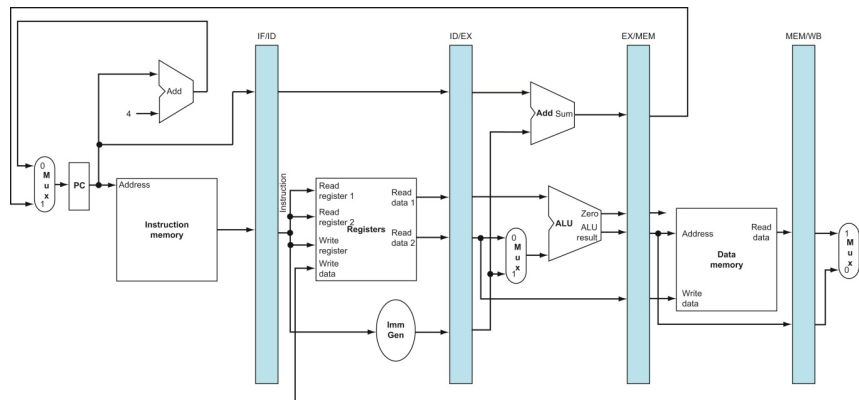 IF/ID
ID/EX
EX/MEM
MEM/WB
Add
4
Add Sum
0
M
u
x
1
PC
Address
Instruction
memory
Instruction
Read
register 1
Read
register 2
Registers
Write
register
Write
data
Read
data 1
Read
data 2
Imm
Gen
0
M
u
x
1
Zero
ALU
ALU
result
Address
Data
memory
Read
data
Write
data
1
M
u
x
0